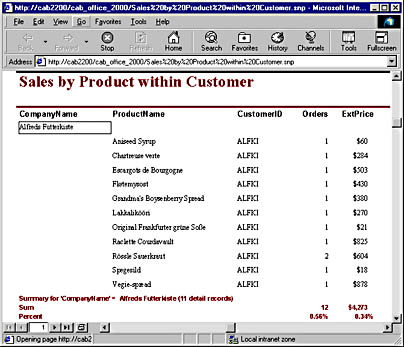 http://cab2200/cab_office_2000/Sales%20by%20Product%20within%20Customer.snp - Microsoft Inte...
File Edit View Go Favorites Tools Help
Back Forward Stop Refresh Home Search Favorites History Channels Tools Fullscreen
Address http://cab2200/cab_office_2000/Sales%20by%20Product%20within%20Customer.snp
Sales by Product within Customer
CompanyName ProductName CustomerID Orders ExtPrice
Alfreds Futterkiste
Aniseed Syrup ALFKI 1 $60
Chartreuse verte ALFKI 1 $284
Escargots de Bourgogne ALFKI 1 $503
Fløtemysost ALFKI 1 $430
Grandma's Boysenberry Spread ALFKI 1 $380
Lakkalikööri ALFKI 1 $270
Original Frankfurter grüne Soße ALFKI 1 $21
Raclette Courdavault ALFKI 1 $825
Rössle Sauerkraut ALFKI 2 $604
Spegesild ALFKI 1 $18
Vegie-spread ALFKI 1 $878
Summary for 'CompanyName' = Alfreds Futterkiste (11 detail records)
Sum 12 $4,273
Percent 0.56% 0.34%
1
Opening page http://cab2 Local intranet zone